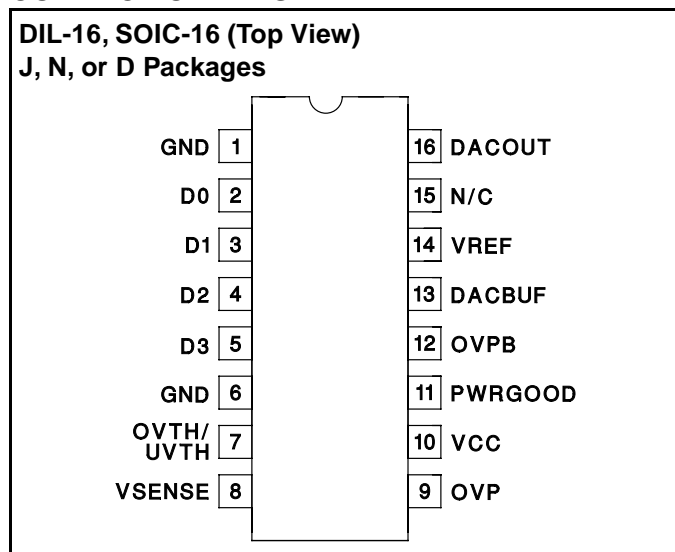 DIL-16, SOIC-16 (Top View)
J, N, or D Packages
GND 1
D0 2
D1 3
D2 4
D3 5
GND 6
OVTH/
UVTH 7
VSENSE 8
16 DACOUT
15 N/C
14 VREF
13 DACBUF
12 OVPB
11 PWRGOOD
10 VCC
9 OVP